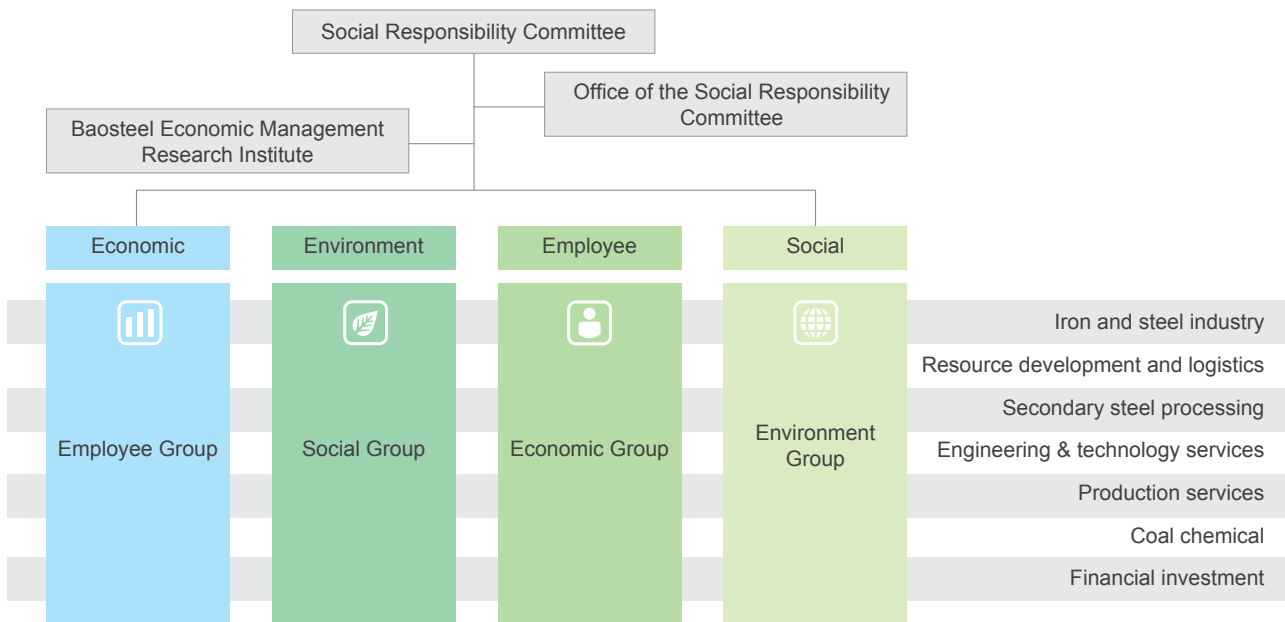 Social Responsibility Committee
Office of the Social Responsibility
Committee
Baosteel Economic Management
Research Institute
Economic
Environment
Employee
Social
Iron and steel industry
Resource development and logistics
Secondary steel processing
Employee Group
Social Group
Economic Group
Environment
Group
Engineering & technology services
Production services
Coal chemical
Financial investment